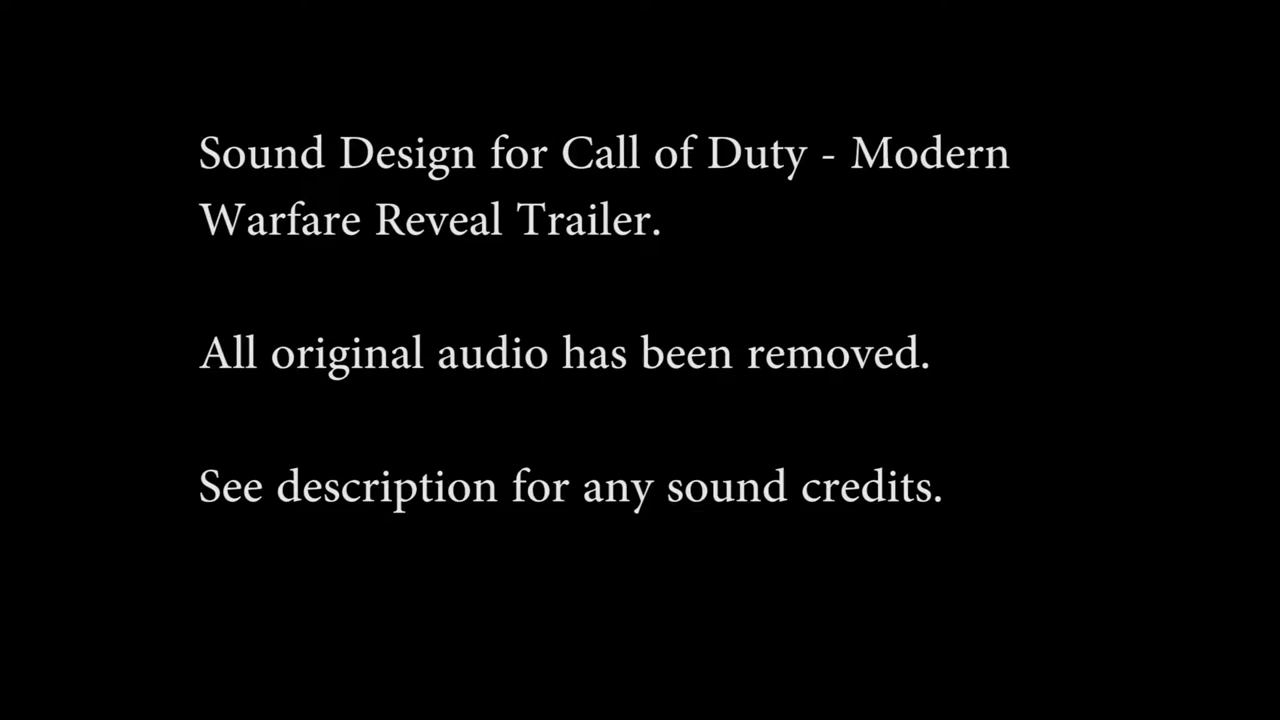 Sound Design for Call of Duty - Modern
Warfare Reveal Trailer.
All original audio has been removed.
See description for any sound credits.